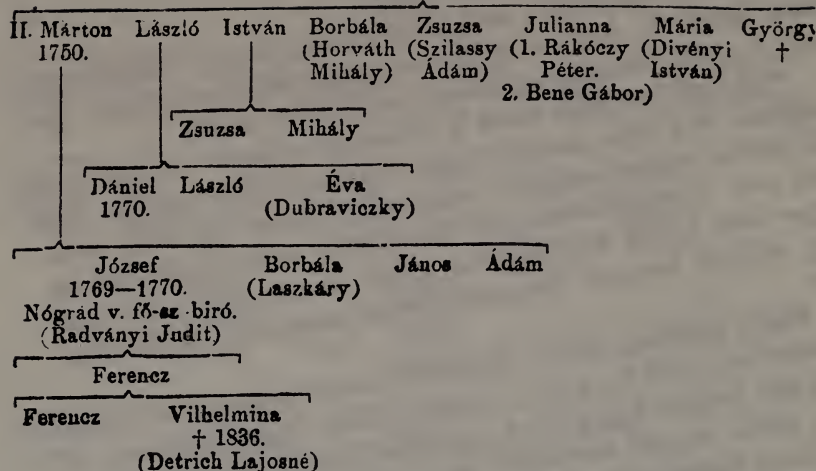 II. Márton László István Borbála Zsuzsa Julianna Mária György
1750. (Horváth (Szilassy (1. Rákóczy (Divényi †
Mihály) Ádám) Péter. István)
2. Bene Gábor)
Zsuzsa Mihály
Dániel László Éva
1770. (Dubraviczky)
József Borbála János Ádám
1769—1770. (Laszkáry)
Nógrád v. fő-sz biró.
(Radványi Judit)
Ferencz
Ferencz Vilhelmina
† 1836.
(Detrich Lajosné)